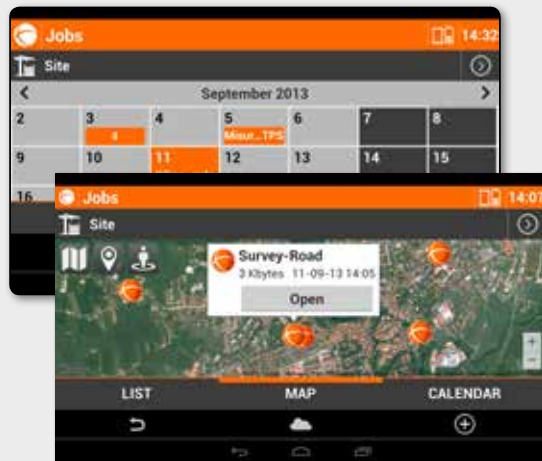 Jobs 14:32
Site
September 2013
2 3 4 5 6 7 8
Misur...TPS
9 10 11 12 13 14 15
16
Jobs 14:07
Site
Survey-Road
3 Kbytes 11-09-13 14:05
Open
+
-
LIST MAP CALENDAR